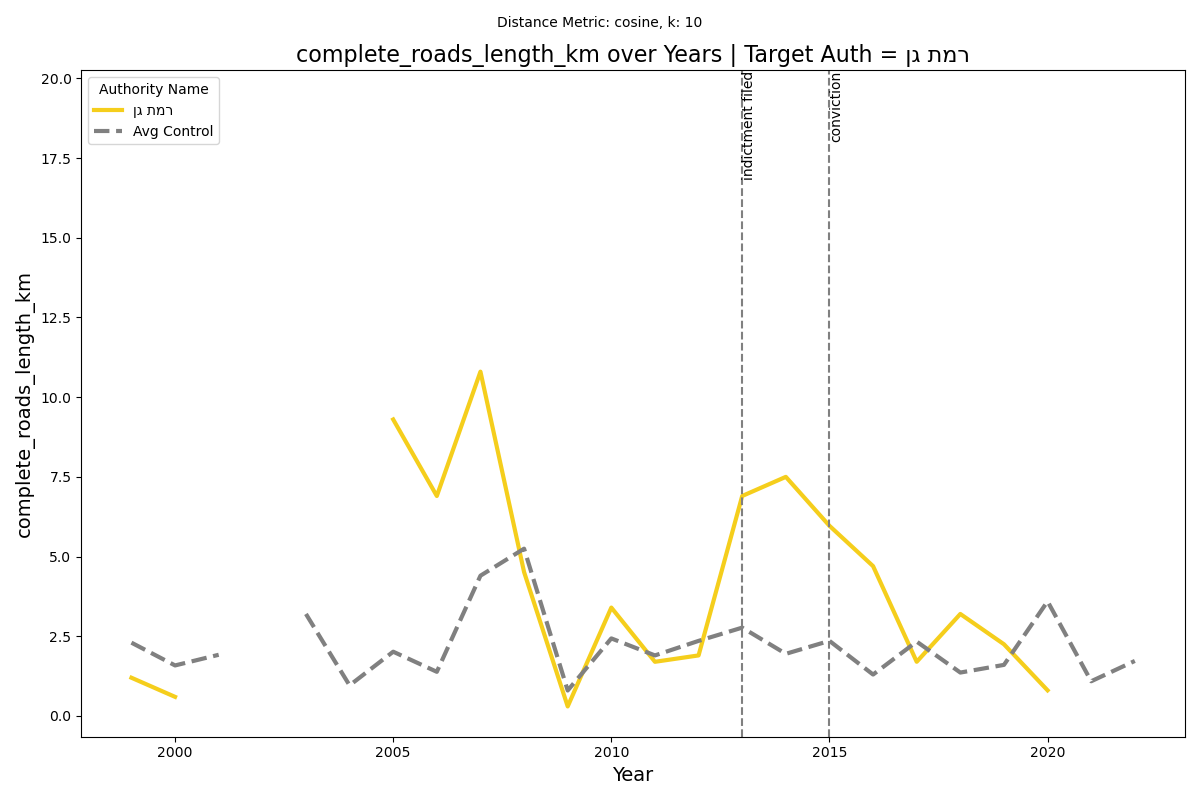 Distance Metric: cosine, k: 10
complete_roads_length_km over Years | Target Auth = רמת גן
Authority Name
רמת גן
Avg Control
indictment filed
conviction
complete_roads_length_km
20.0
17.5
15.0
12.5
10.0
7.5
5.0
2.5
0.0
2000
2005
2010
2015
2020
Year